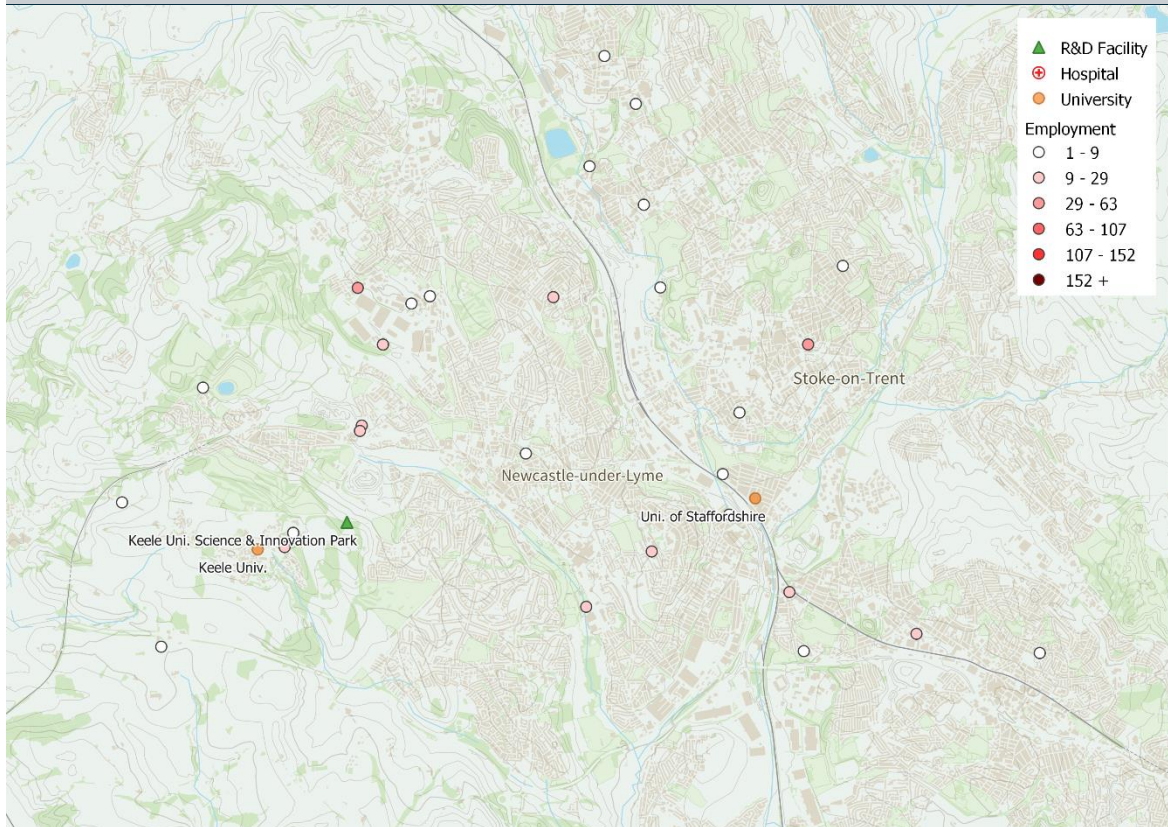 R&D Facility
Hospital
University
Employment
1 - 9
9 - 29
29 - 63
63 - 107
107 - 152
152 +
Stoke-on-Trent
Newcastle-under-Lyme
Uni. of Staffordshire
Keele Uni. Science & Innovation Park
Keele Univ.